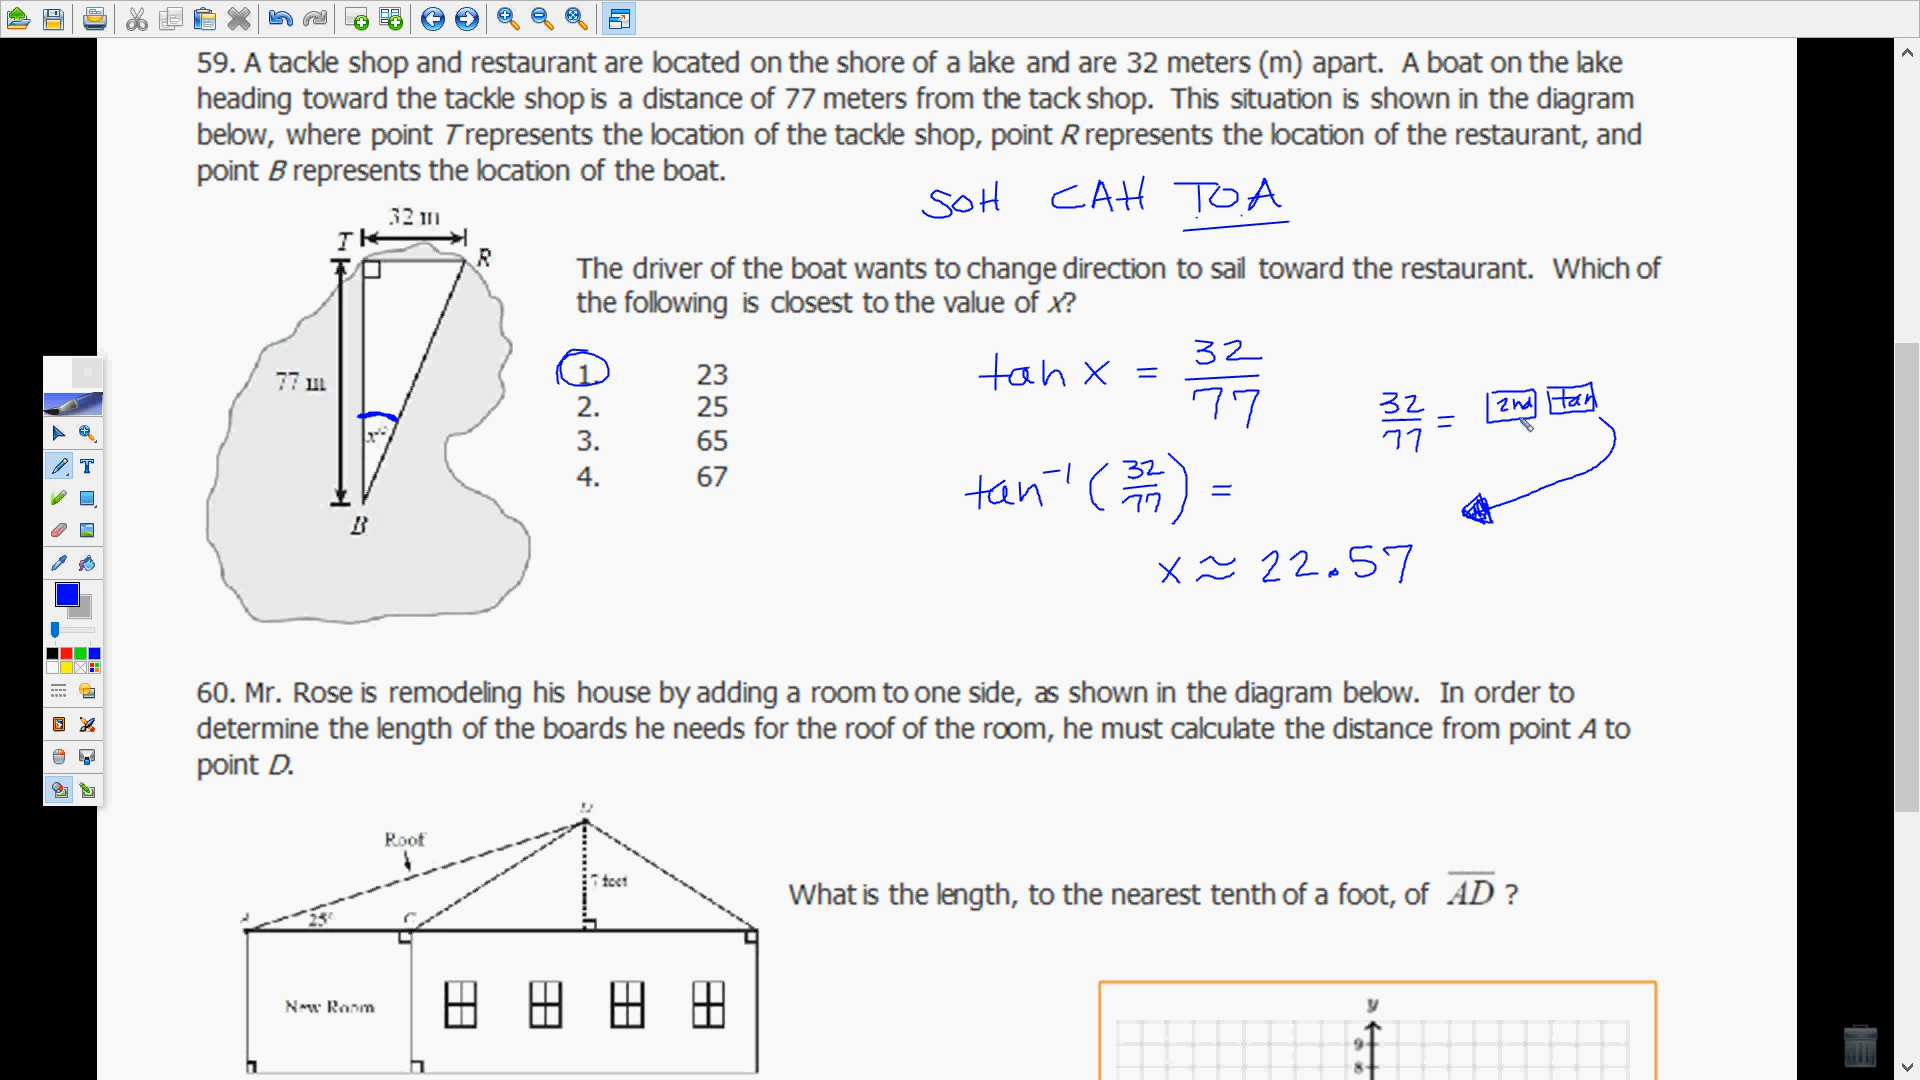 59. A tackle shop and restaurant are located on the shore of a lake and are 32 meters (m) apart. A boat on the lake
heading toward the tackle shop is a distance of 77 meters from the tack shop. This situation is shown in the diagram
below, where point T represents the location of the tackle shop, point R represents the location of the restaurant, and
point B represents the location of the boat.
SOH CAH TOA
32 m
T
R
The driver of the boat wants to change direction to sail toward the restaurant. Which of
the following is closest to the value of x?
77 m
x°
B
1. 23
2. 25
3. 65
4. 67
tan x = 32/77
32/77 = 2nd tan
tan⁻¹ (32/77) =
x ≈ 22.57
60. Mr. Rose is remodeling his house by adding a room to one side, as shown in the diagram below. In order to
determine the length of the boards he needs for the roof of the room, he must calculate the distance from point A to
point D.
D
Roof
7 feet
A 25° C
New Room
What is the length, to the nearest tenth of a foot, of AD ?
y
9
8
T